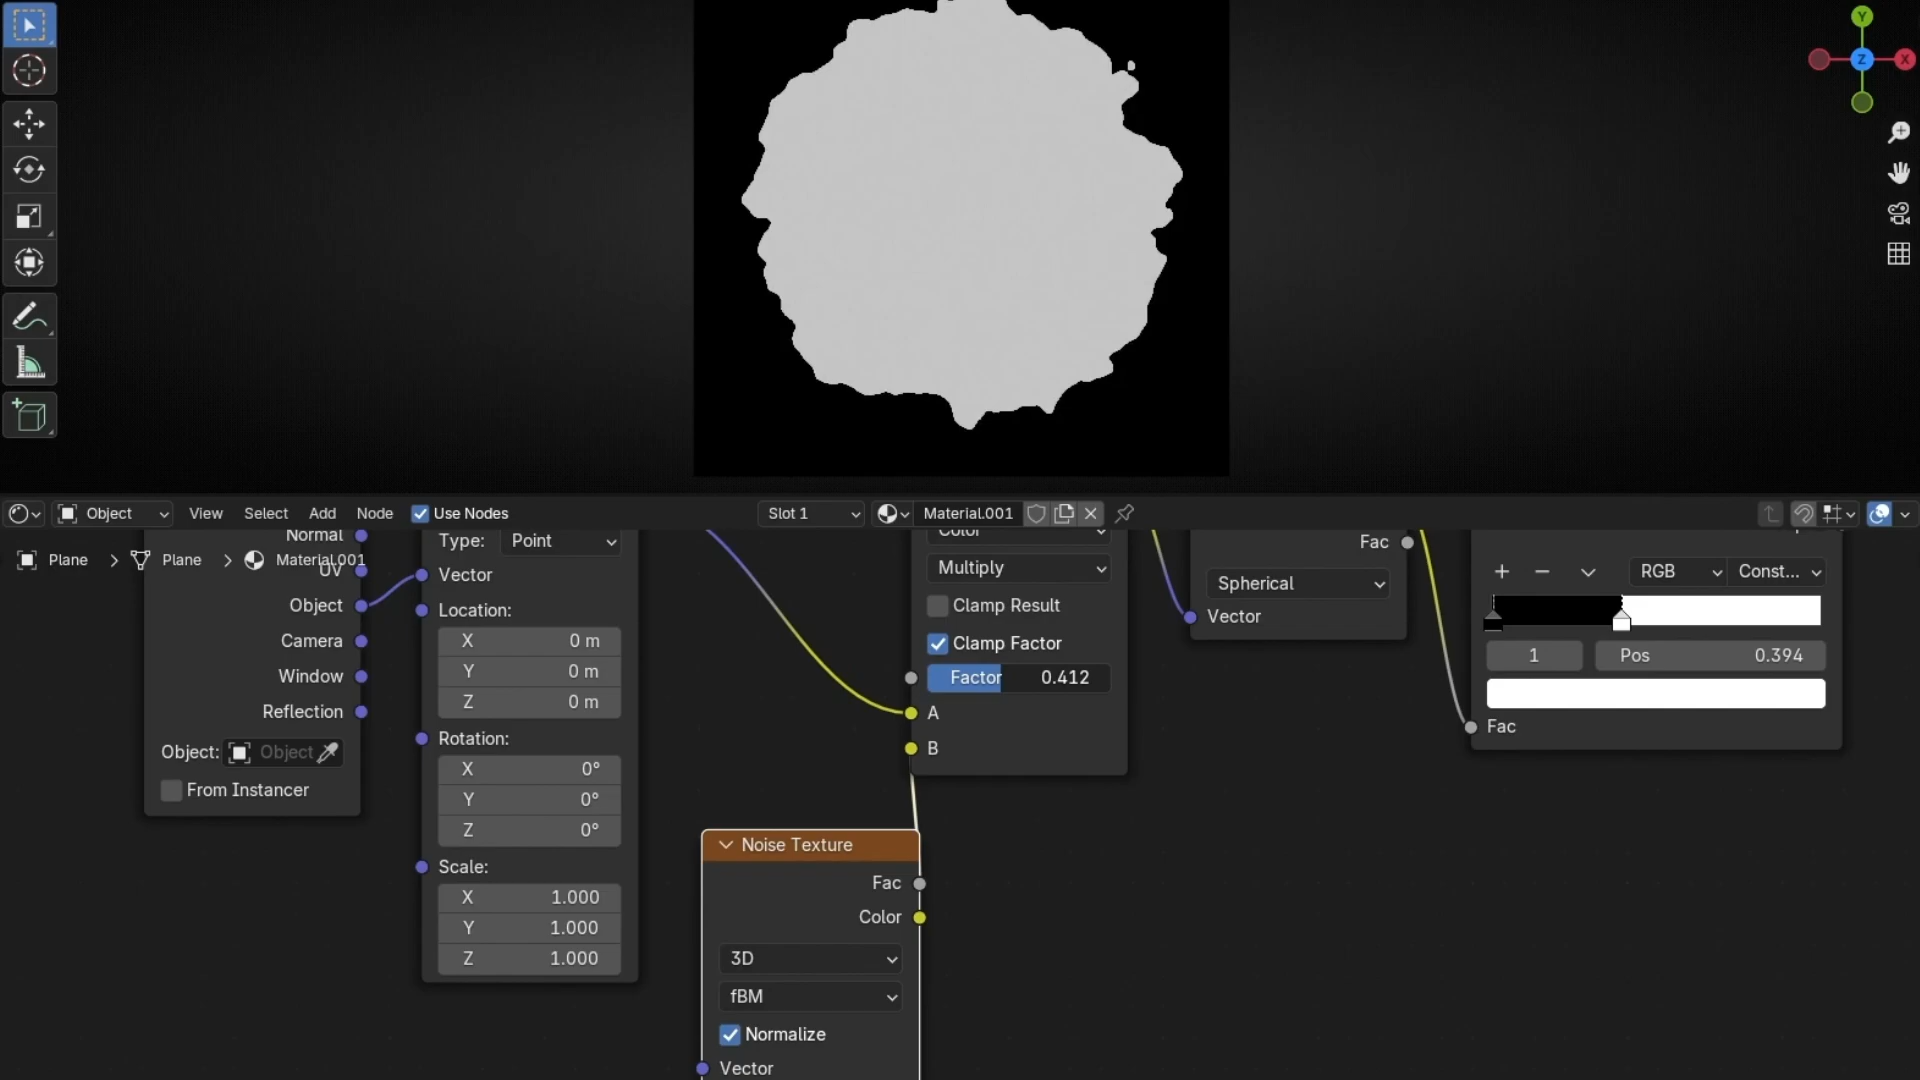 Y
Z
X
Object
View
Select
Add
Node
Use Nodes
Slot 1
Material.001
Plane
Plane
Material.001
Normal
UV
Object
Camera
Window
Reflection
Object:
Object
From Instancer
Type:
Point
Vector
Location:
X 0 m
Y 0 m
Z 0 m
Rotation:
X 0°
Y 0°
Z 0°
Scale:
X 1.000
Y 1.000
Z 1.000
Color
Multiply
Clamp Result
Clamp Factor
Factor 0.412
A
B
Noise Texture
Fac
Color
3D
fBM
Normalize
Vector
Fac
Spherical
Vector
+ −
RGB
Const...
1
Pos 0.394
Fac